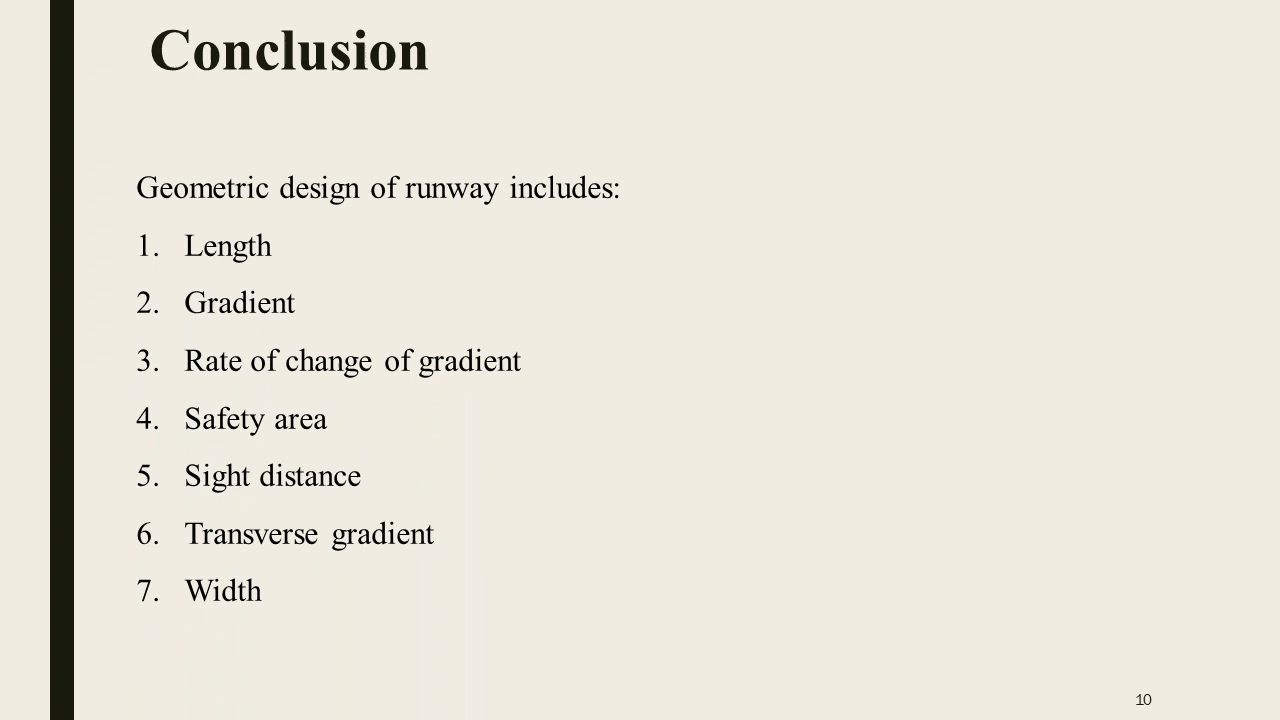 Conclusion
Geometric design of runway includes:
1. Length
2. Gradient
3. Rate of change of gradient
4. Safety area
5. Sight distance
6. Transverse gradient
7. Width
10